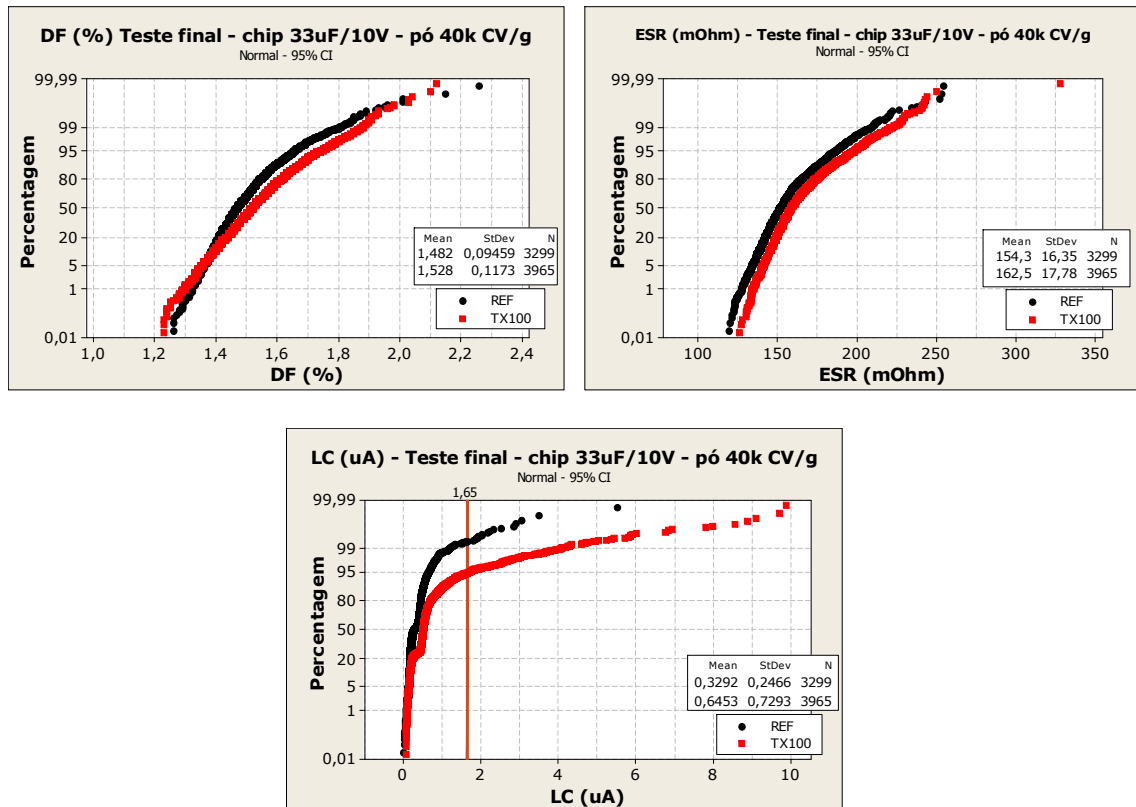 DF (%) Teste final - chip 33uF/10V - pó 40k CV/g
Normal - 95% CI
Percentagem
99,99
99
95
80
50
20
5
1
0,01
Mean StDev N
1,482 0,09459 3299
1,528 0,1173 3965
REF
TX100
1,0 1,2 1,4 1,6 1,8 2,0 2,2 2,4
DF (%)
ESR (mOhm) - Teste final - chip 33uF/10V - pó 40k CV/g
Normal - 95% CI
Percentagem
99,99
99
95
80
50
20
5
1
0,01
Mean StDev N
154,3 16,35 3299
162,5 17,78 3965
REF
TX100
100 150 200 250 300 350
ESR (mOhm)
LC (uA) - Teste final - chip 33uF/10V - pó 40k CV/g
Normal - 95% CI
1,65
Percentagem
99,99
99
95
80
50
20
5
1
0,01
Mean StDev N
0,3292 0,2466 3299
0,6453 0,7293 3965
REF
TX100
0 2 4 6 8 10
LC (uA)